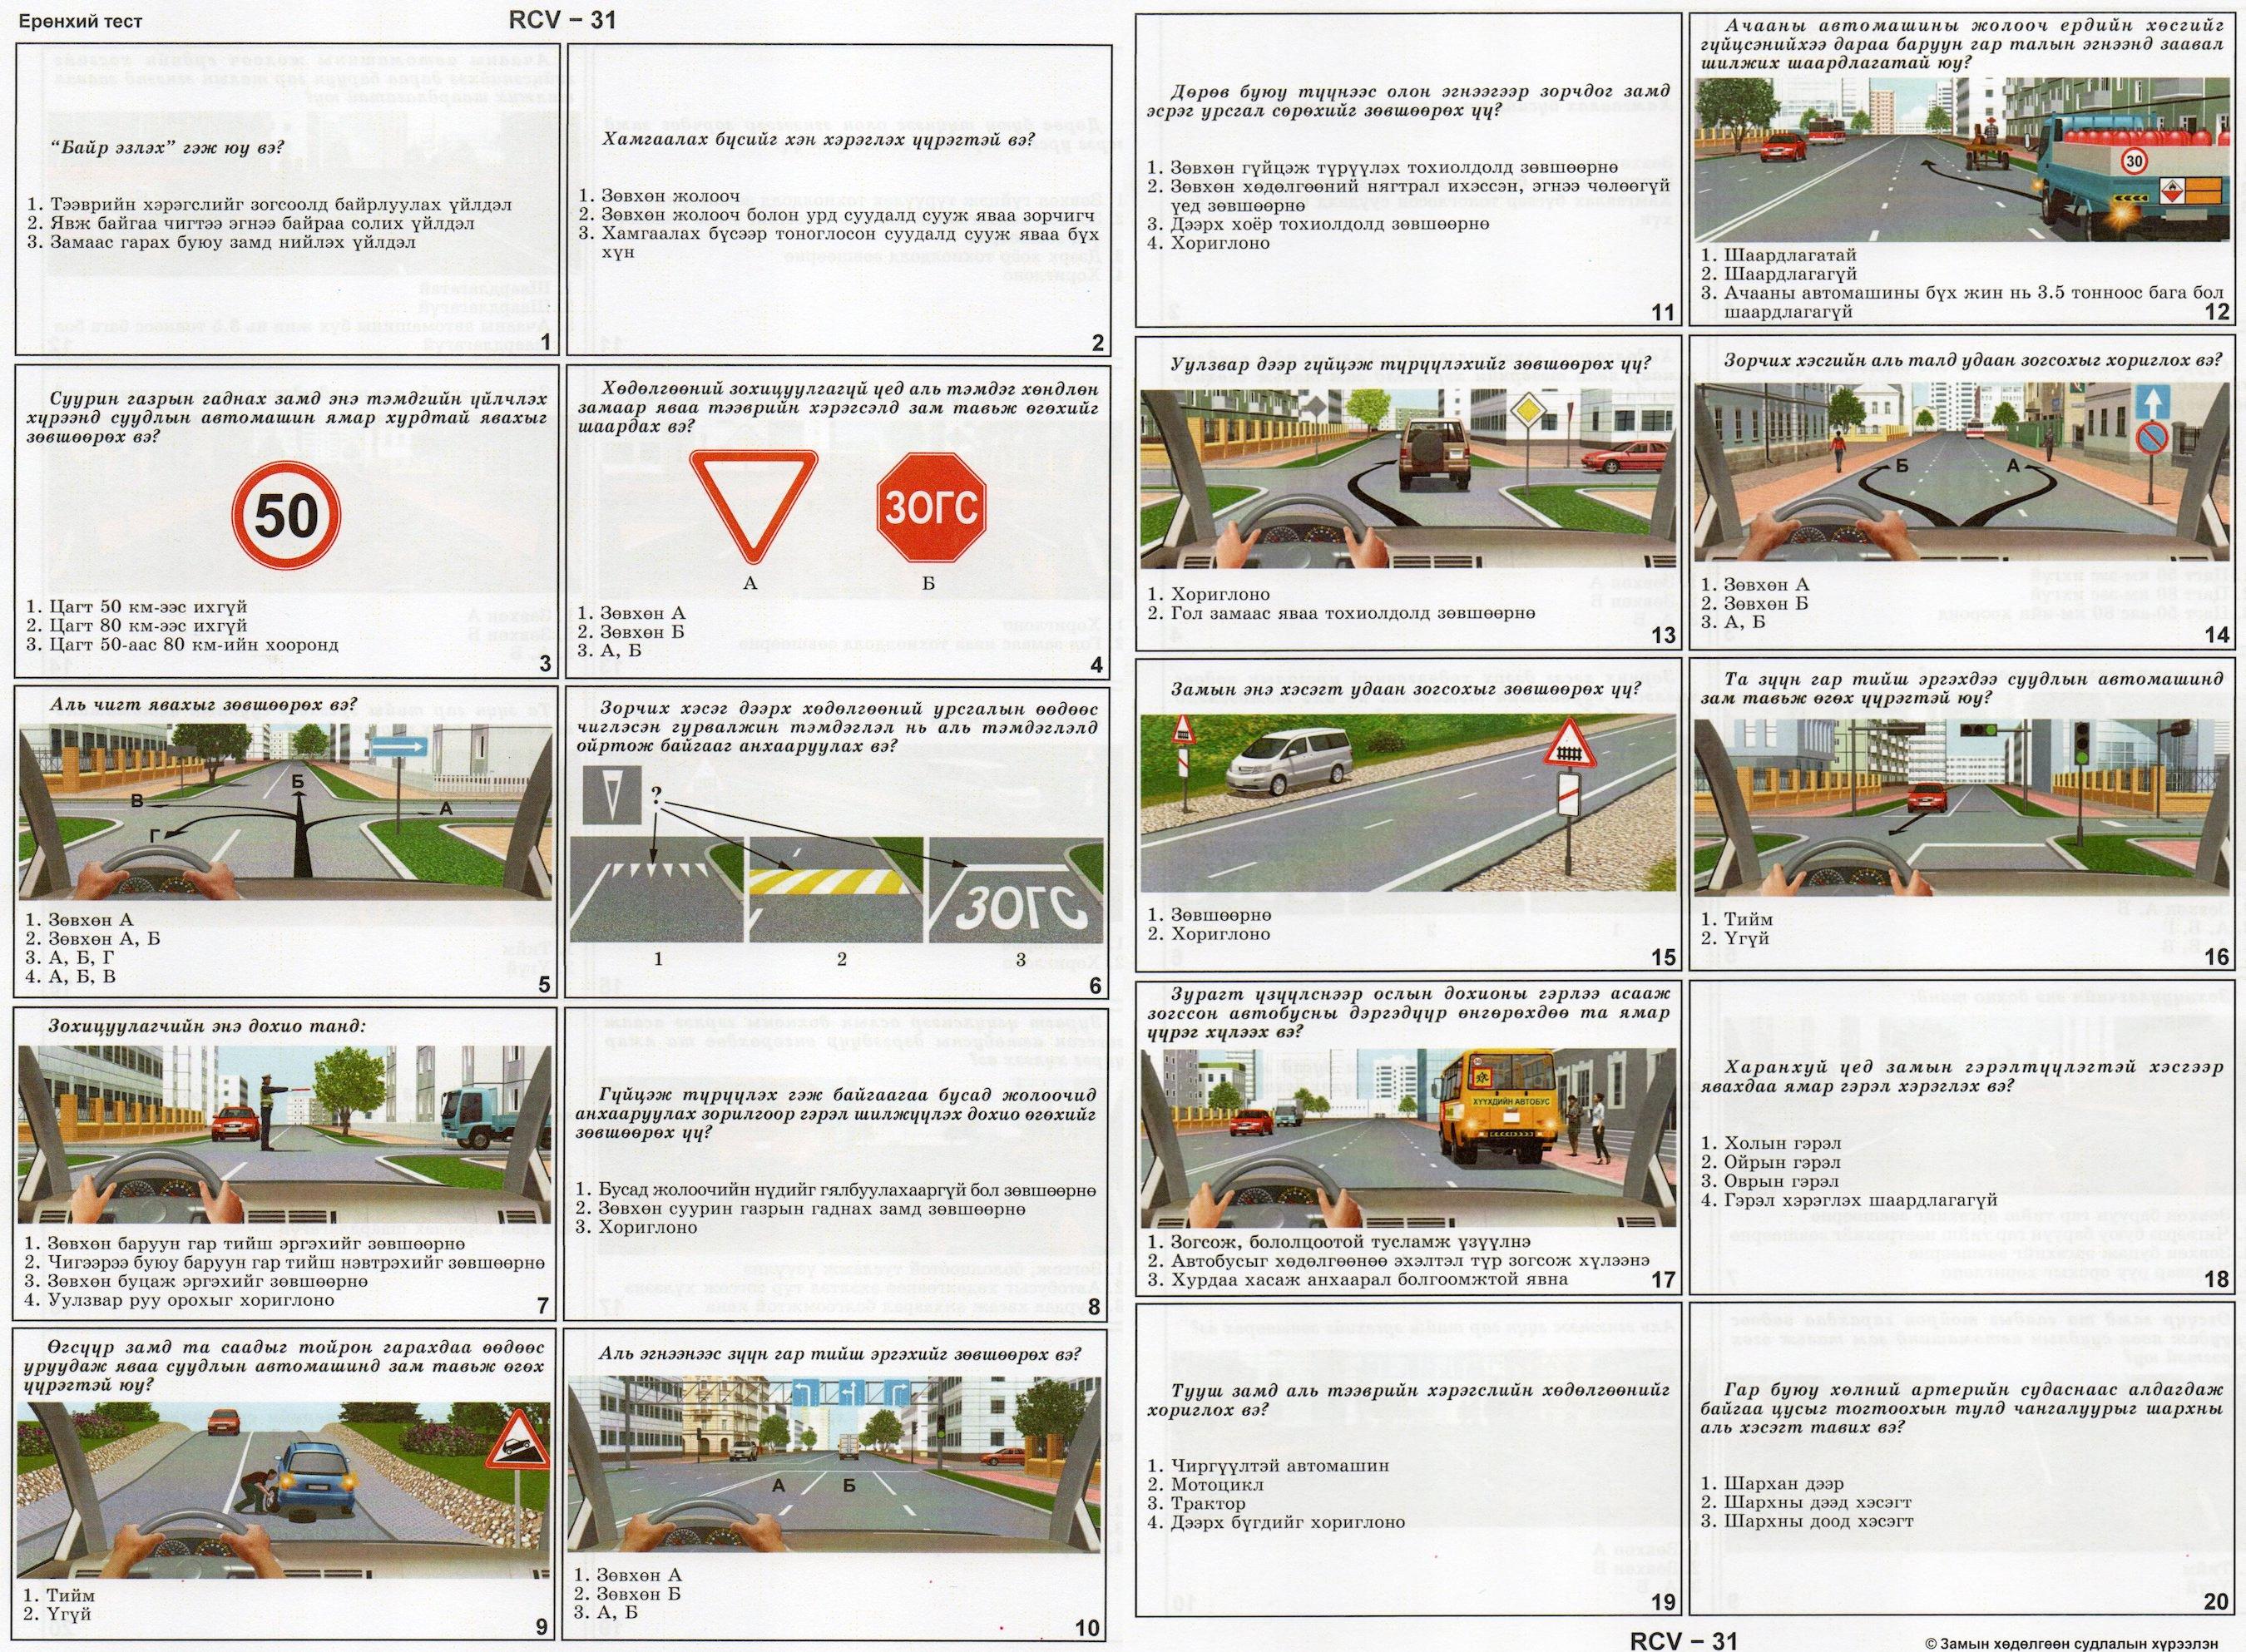 Ерөнхий тест
RCV – 31
“Байр эзлэх” гэж юу вэ?
1. Тээврийн хэрэгслийг зогсоолд байрлуулах үйлдэл
2. Явж байгаа чигтээ эгнээ байраа солих үйлдэл
3. Замаас гарах буюу замд нийлэх үйлдэл
1
Хамгаалах бүсийг хэн хэрэглэх үүрэгтэй вэ?
1. Зөвхөн жолооч
2. Зөвхөн жолооч болон урд суудалд сууж яваа зорчигч
3. Хамгаалах бүсээр тоноглосон суудалд сууж яваа бүх
хүн
2
Суурин газрын гаднах замд энэ тэмдгийн үйлчлэх
хүрээнд суудлын автомашин ямар хурдтай явахыг
зөвшөөрөх вэ?
50
1. Цагт 50 км-ээс ихгүй
2. Цагт 80 км-ээс ихгүй
3. Цагт 50-аас 80 км-ийн хооронд
3
Хөдөлгөөний зохицуулгагүй үед аль тэмдэг хөндлөн
замаар яваа тээврийн хэрэгсэлд зам тавьж өгөхийг
шаардах вэ?
ЗОГС
А Б
1. Зөвхөн А
2. Зөвхөн Б
3. А, Б
4
Аль чигт явахыг зөвшөөрөх вэ?
Б
В А
Г
1. Зөвхөн А
2. Зөвхөн А, Б
3. А, Б, Г
4. А, Б, В
5
Зорчих хэсэг дээрх хөдөлгөөний урсгалын өөдөөс
чиглэсэн гурвалжин тэмдэглэл нь аль тэмдэглэлд
ойртож байгааг анхааруулах вэ?
?
ЗОГС
1 2 3
6
Зохицуулагчийн энэ дохио танд:
1. Зөвхөн баруун гар тийш эргэхийг зөвшөөрнө
2. Чигээрээ буюу баруун гар тийш нэвтрэхийг зөвшөөрнө
3. Зөвхөн буцаж эргэхийг зөвшөөрнө
4. Уулзвар руу орохыг хориглоно
7
Гүйцэж түрүүлэх гэж байгаагаа бусад жолоочид
анхааруулах зорилгоор гэрэл шилжүүлэх дохио өгөхийг
зөвшөөрөх үү?
1. Бусад жолоочийн нүдийг гялбуулахааргүй бол зөвшөөрнө
2. Зөвхөн суурин газрын гаднах замд зөвшөөрнө
3. Хориглоно
8
Өгсүүр замд та саадыг тойрон гарахдаа өөдөөс
уруудаж яваа суудлын автомашинд зам тавьж өгөх
үүрэгтэй юу?
1. Тийм
2. Үгүй
9
Аль эгнээнээс зүүн гар тийш эргэхийг зөвшөөрөх вэ?
А Б
1. Зөвхөн А
2. Зөвхөн Б
3. А, Б
10
Дөрөв буюу түүнээс олон эгнээгээр зорчдог замд
эсрэг урсгал сөрөхийг зөвшөөрөх үү?
1. Зөвхөн гүйцэж түрүүлэх тохиолдолд зөвшөөрнө
2. Зөвхөн хөдөлгөөний нягтрал ихэссэн, эгнээ чөлөөгүй
үед зөвшөөрнө
3. Дээрх хоёр тохиолдолд зөвшөөрнө
4. Хориглоно
11
Ачааны автомашины жолооч ердийн хөсгийг
гүйцсэнийхээ дараа баруун гар талын эгнээнд заавал
шилжих шаардлагатай юу?
30
1. Шаардлагатай
2. Шаардлагагүй
3. Ачааны автомашины бүх жин нь 3.5 тонноос бага бол
шаардлагагүй
12
Уулзвар дээр гүйцэж түрүүлэхийг зөвшөөрөх үү?
1. Хориглоно
2. Гол замаас яваа тохиолдолд зөвшөөрнө
13
Зорчих хэсгийн аль талд удаан зогсохыг хориглох вэ?
Б А
1. Зөвхөн А
2. Зөвхөн Б
3. А, Б
14
Замын энэ хэсэгт удаан зогсохыг зөвшөөрөх үү?
1. Зөвшөөрнө
2. Хориглоно
15
Та зүүн гар тийш эргэхдээ суудлын автомашинд
зам тавьж өгөх үүрэгтэй юу?
1. Тийм
2. Үгүй
16
Зурагт үзүүлснээр ослын дохионы гэрлээ асааж
зогссон автобусны дэргэдүүр өнгөрөхдөө та ямар
үүрэг хүлээх вэ?
ХҮҮХДИЙН АВТОБУС
1. Зогсож, бололцоотой тусламж үзүүлнэ
2. Автобусыг хөдөлгөөнөө эхэлтэл түр зогсож хүлээнэ
3. Хурдаа хасаж анхаарал болгоомжтой явна
17
Харанхуй үед замын гэрэлтүүлэгтэй хэсгээр
явахдаа ямар гэрэл хэрэглэх вэ?
1. Холын гэрэл
2. Ойрын гэрэл
3. Оврын гэрэл
4. Гэрэл хэрэглэх шаардлагагүй
18
Тууш замд аль тээврийн хэрэгслийн хөдөлгөөнийг
хориглох вэ?
1. Чиргүүлтэй автомашин
2. Мотоцикл
3. Трактор
4. Дээрх бүгдийг хориглоно
19
Гар буюу хөлний артерийн судаснаас алдагдаж
байгаа цусыг тогтоохын тулд чангалуурыг шархны
аль хэсэгт тавих вэ?
1. Шархан дээр
2. Шархны дээд хэсэгт
3. Шархны доод хэсэгт
20
RCV – 31
© Замын хөдөлгөөн судлалын хүрээлэн